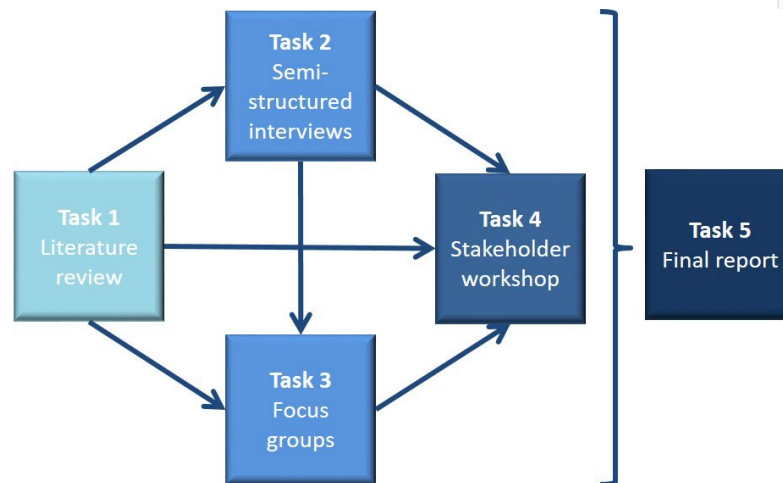 Task 2
Semi-
structured
interviews
Task 1
Literature
review
Task 4
Stakeholder
workshop
Task 5
Final report
Task 3
Focus
groups